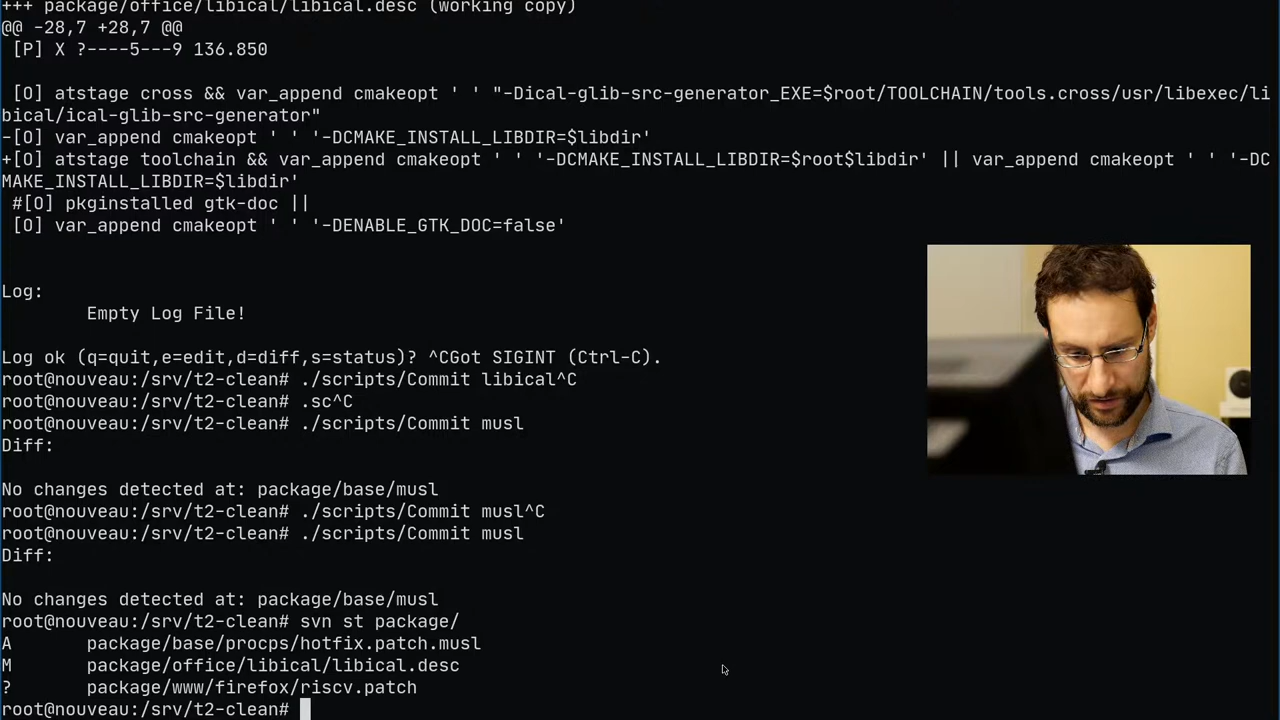 +++ package/office/libical/libical.desc (working copy)
@@ -28,7 +28,7 @@
 [P] X ?----5---9 136.850
 [O] atstage cross && var_append cmakeopt ' ' "-Dical-glib-src-generator_EXE=$root/TOOLCHAIN/tools.cross/usr/libexec/li
bical/ical-glib-src-generator"
-[O] var_append cmakeopt ' ' '-DCMAKE_INSTALL_LIBDIR=$libdir'
+[O] atstage toolchain && var_append cmakeopt ' ' '-DCMAKE_INSTALL_LIBDIR=$root$libdir' || var_append cmakeopt ' ' '-DC
MAKE_INSTALL_LIBDIR=$libdir'
 #[O] pkginstalled gtk-doc ||
 [O] var_append cmakeopt ' ' '-DENABLE_GTK_DOC=false'
Log:
        Empty Log File!
Log ok (q=quit,e=edit,d=diff,s=status)? ^CGot SIGINT (Ctrl-C).
root@nouveau:/srv/t2-clean# ./scripts/Commit libical^C
root@nouveau:/srv/t2-clean# .sc^C
root@nouveau:/srv/t2-clean# ./scripts/Commit musl
Diff:
No changes detected at: package/base/musl
root@nouveau:/srv/t2-clean# ./scripts/Commit musl^C
root@nouveau:/srv/t2-clean# ./scripts/Commit musl
Diff:
No changes detected at: package/base/musl
root@nouveau:/srv/t2-clean# svn st package/
A       package/base/procps/hotfix.patch.musl
M       package/office/libical/libical.desc
?       package/www/firefox/riscv.patch
root@nouveau:/srv/t2-clean#